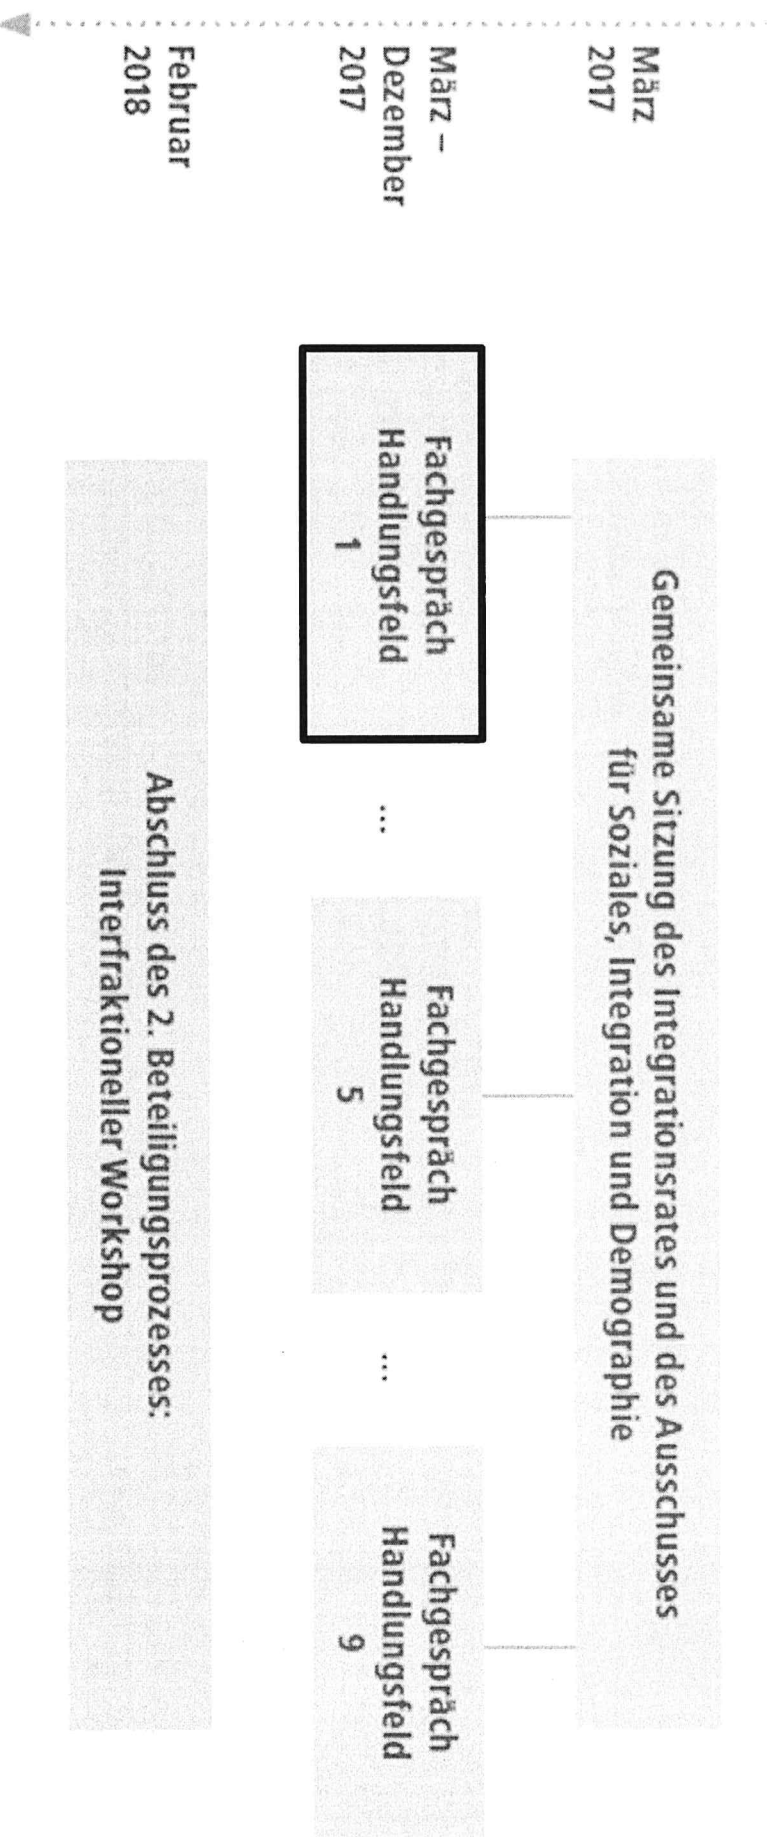 März
2017
Gemeinsame Sitzung des Integrationsrates und des Ausschusses
für Soziales, Integration und Demographie
März –
Dezember
2017
Fachgespräch
Handlungsfeld
1
...
Fachgespräch
Handlungsfeld
5
...
Fachgespräch
Handlungsfeld
9
Februar
2018
Abschluss des 2. Beteiligungsprozesses:
Interfraktioneller Workshop